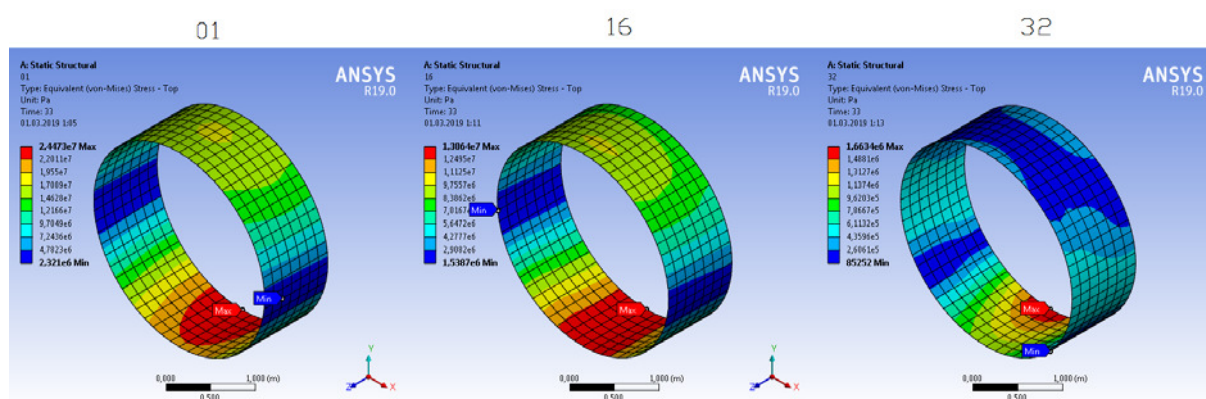 01
16
32
A: Static Structural
01
Type: Equivalent (von-Mises) Stress - Top
Unit: Pa
Time: 33
01.03.2019 1:05
ANSYS
R19.0
2,4473e7 Max
2,2011e7
1,955e7
1,7089e7
1,4628e7
1,2166e7
9,7049e6
7,2436e6
4,7823e6
2,321e6 Min
Min
Max
0,000
1,000 (m)
0,500
Y
Z
X
A: Static Structural
16
Type: Equivalent (von-Mises) Stress - Top
Unit: Pa
Time: 33
01.03.2019 1:11
ANSYS
R19.0
1,3864e7 Max
1,2495e7
1,1125e7
9,7557e6
8,3862e6
7,0167e
5,6472e
4,2777e6
2,9082e6
1,5387e6 Min
Min
Max
0,000
1,000 (m)
0,500
Y
Z
X
A: Static Structural
32
Type: Equivalent (von-Mises) Stress - Top
Unit: Pa
Time: 33
01.03.2019 1:13
ANSYS
R19.0
1,6634e6 Max
1,4881e6
1,3127e6
1,1374e6
9,6203e5
7,8667e5
6,1132e5
4,3596e5
2,6061e5
85252 Min
Max
Min
0,000
1,000 (m)
0,500
Y
Z
X